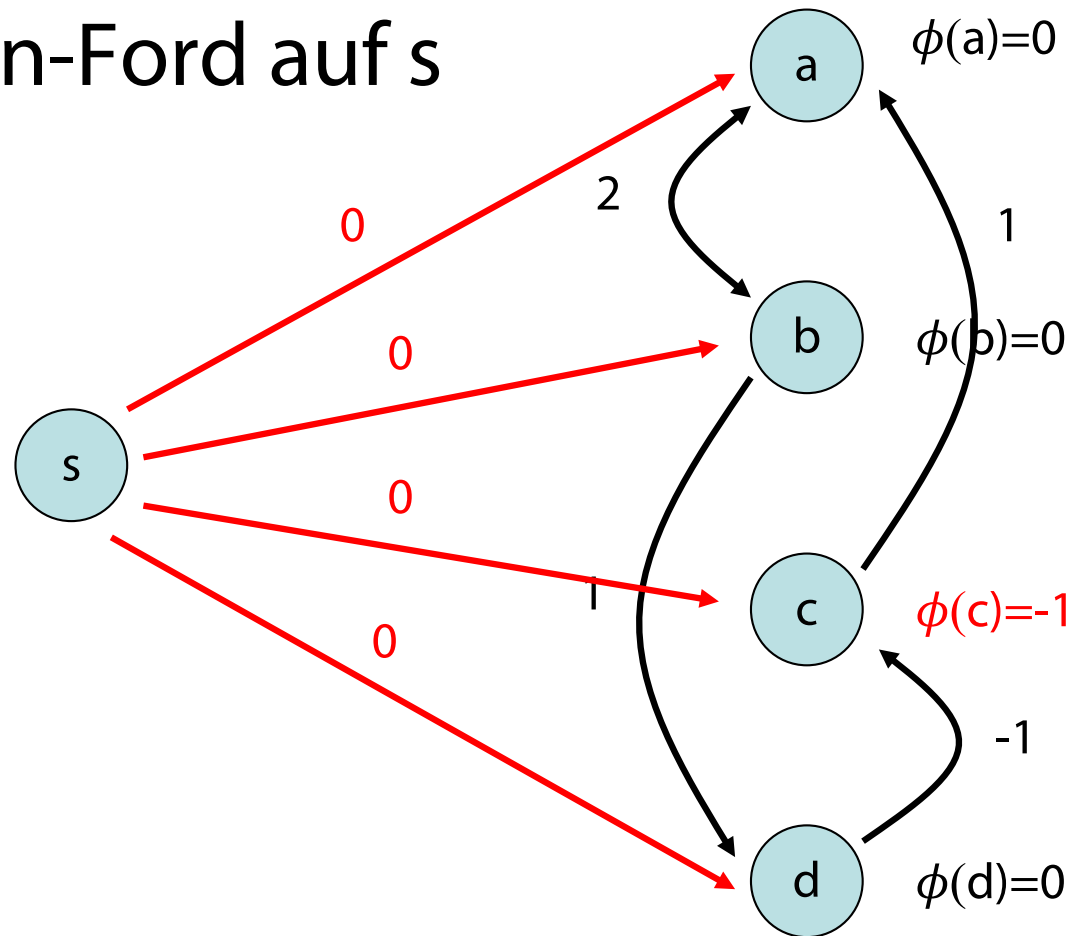 n-Ford auf s
a
ϕ(a)=0
2
0
1
0
b
ϕ(b)=0
s
0
1
c
ϕ(c)=-1
0
-1
d
ϕ(d)=0